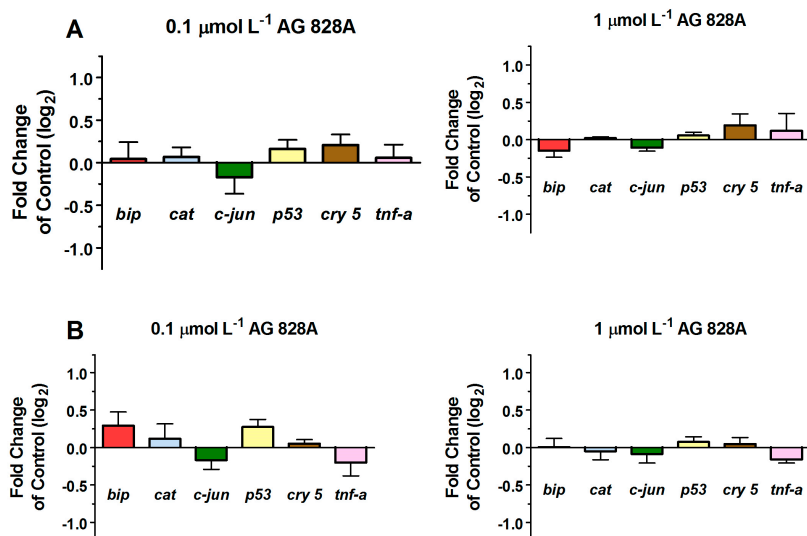 A
0.1 μmol L-1 AG 828A
Fold Change
of Control (log2)
1.0
0.5
0.0
-0.5
-1.0
bip cat c-jun p53 cry 5 tnf-a
1 μmol L-1 AG 828A
Fold Change
of Control (log2)
1.0
0.5
0.0
-0.5
-1.0
bip cat c-jun p53 cry 5 tnf-a
B
0.1 μmol L-1 AG 828A
Fold Change
of Control (log2)
1.0
0.5
0.0
-0.5
-1.0
bip cat c-jun p53 cry 5 tnf-a
1 μmol L-1 AG 828A
Fold Change
of Control (log2)
1.0
0.5
0.0
-0.5
-1.0
bip cat c-jun p53 cry 5 tnf-a